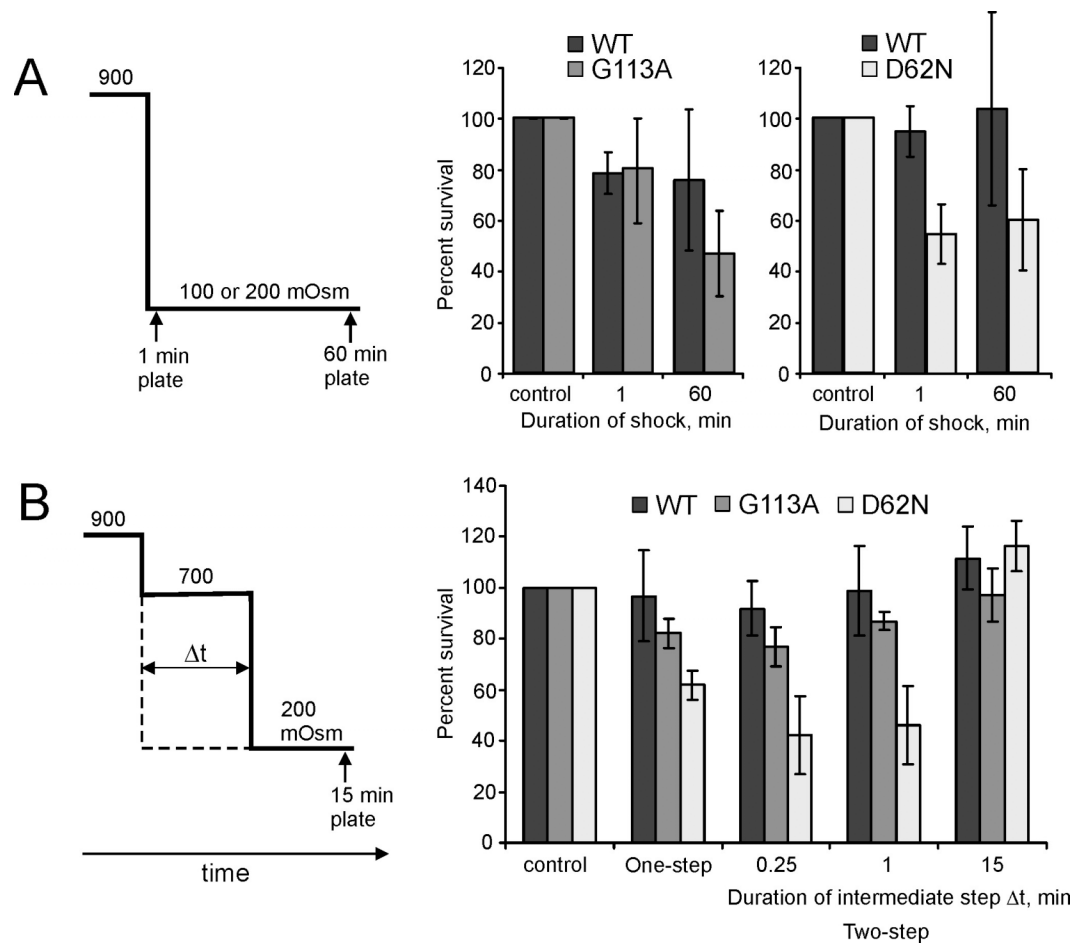 A
900
100 or 200 mOsm
1 min
plate
60 min
plate
WT
G113A
Percent survival
120
100
80
60
40
20
0
control 1 60
Duration of shock, min
WT
D62N
120
100
80
60
40
20
0
control 1 60
Duration of shock, min
B
900
700
Δt
200
mOsm
15 min
plate
time
WT G113A D62N
Percent survival
140
120
100
80
60
40
20
0
control One-step 0.25 1 15
Duration of intermediate step Δt, min
Two-step